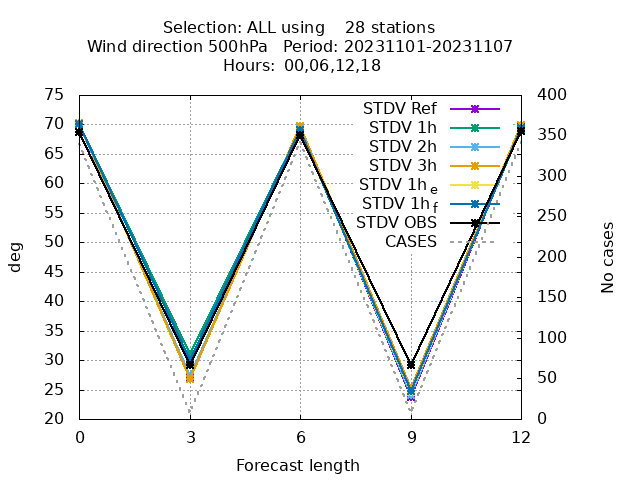 Selection: ALL using    28 stations
Wind direction 500hPa   Period: 20231101-20231107
Hours:  00,06,12,18
75
70
65
60
55
50
45
40
35
30
25
20
400
350
300
250
200
150
100
50
0
deg
No cases
STDV Ref
STDV 1h
STDV 2h
STDV 3h
STDV 1h e
STDV 1h f
STDV OBS
CASES
0 3 6 9 12
Forecast length